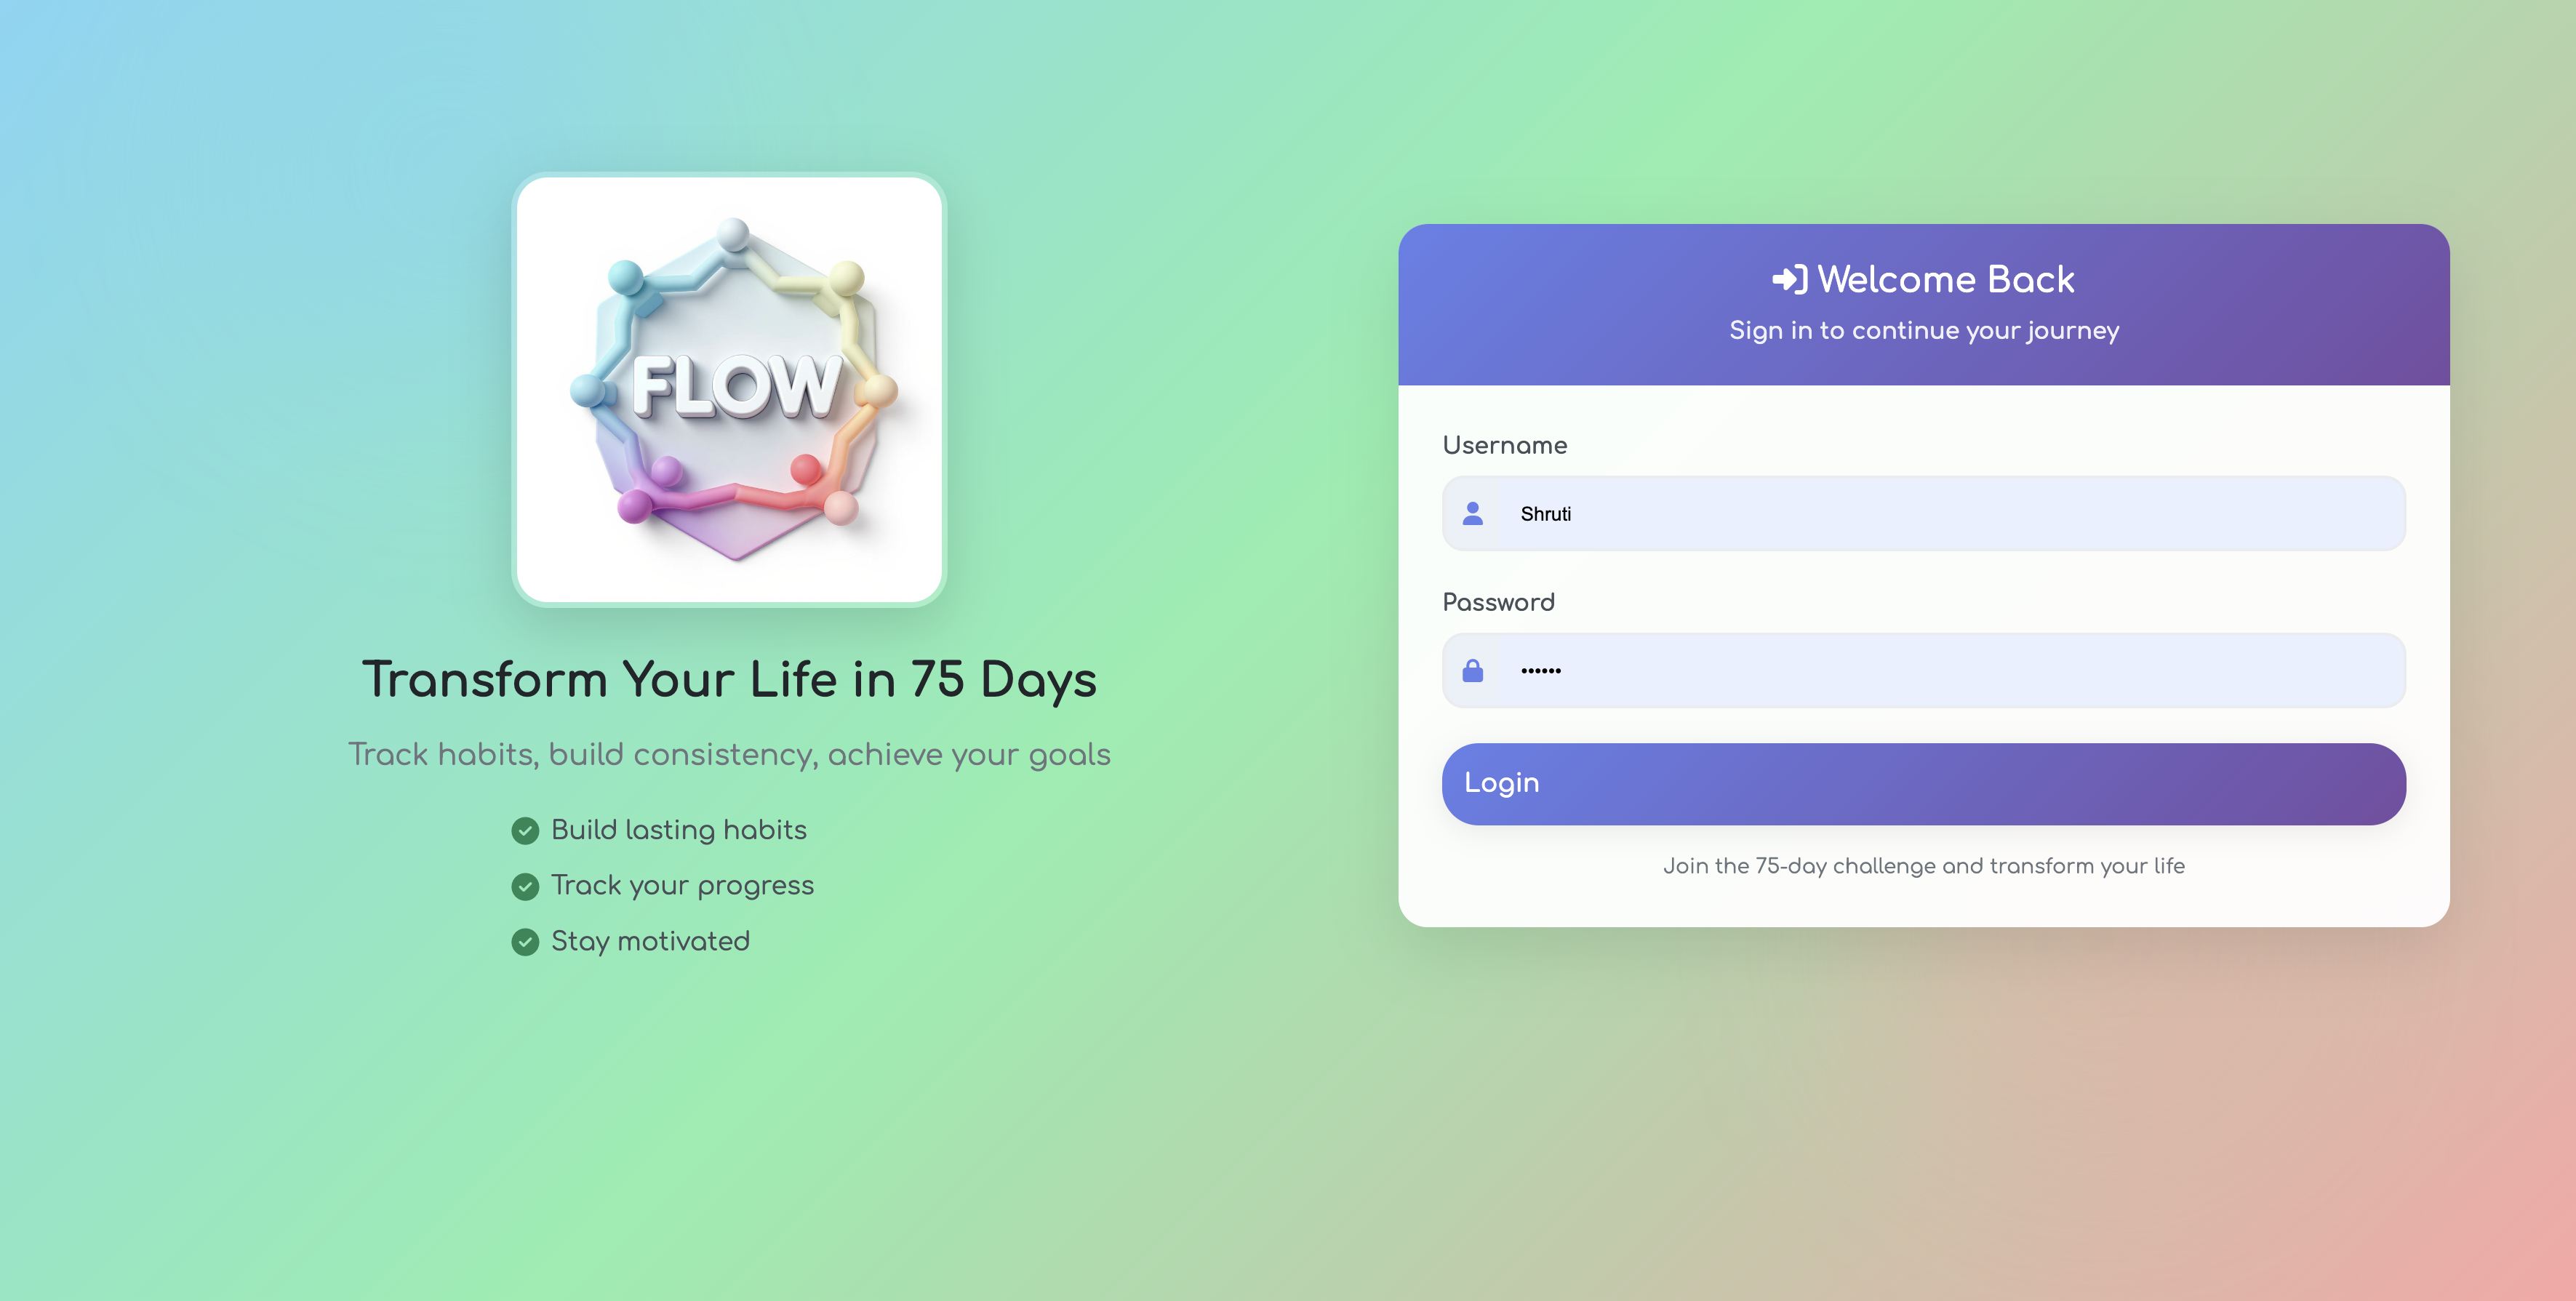 FLOW
Transform Your Life in 75 Days
Track habits, build consistency, achieve your goals
Build lasting habits
Track your progress
Stay motivated
Welcome Back
Sign in to continue your journey
Username
Shruti
Password
••••••
Login
Join the 75-day challenge and transform your life